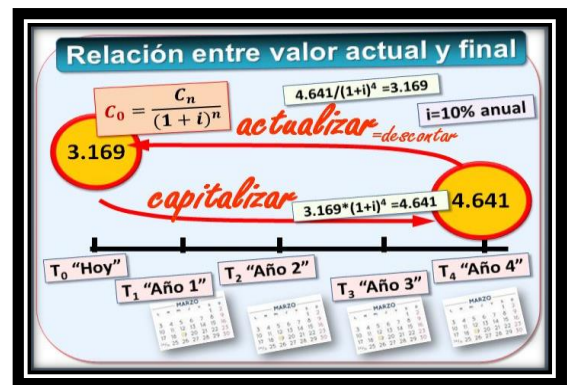 Relación entre valor actual y final
4.641/(1+i)⁴ =3.169
C₀ = Cₙ / (1 + i)ⁿ
i=10% anual
actualizar =descontar
3.169
capitalizar
3.169*(1+i)⁴ =4.641
4.641
T₀ “Hoy”
T₁ “Año 1”
T₂ “Año 2”
T₃ “Año 3”
T₄ “Año 4”
MARZO
MARZO
MARZO
MARZO